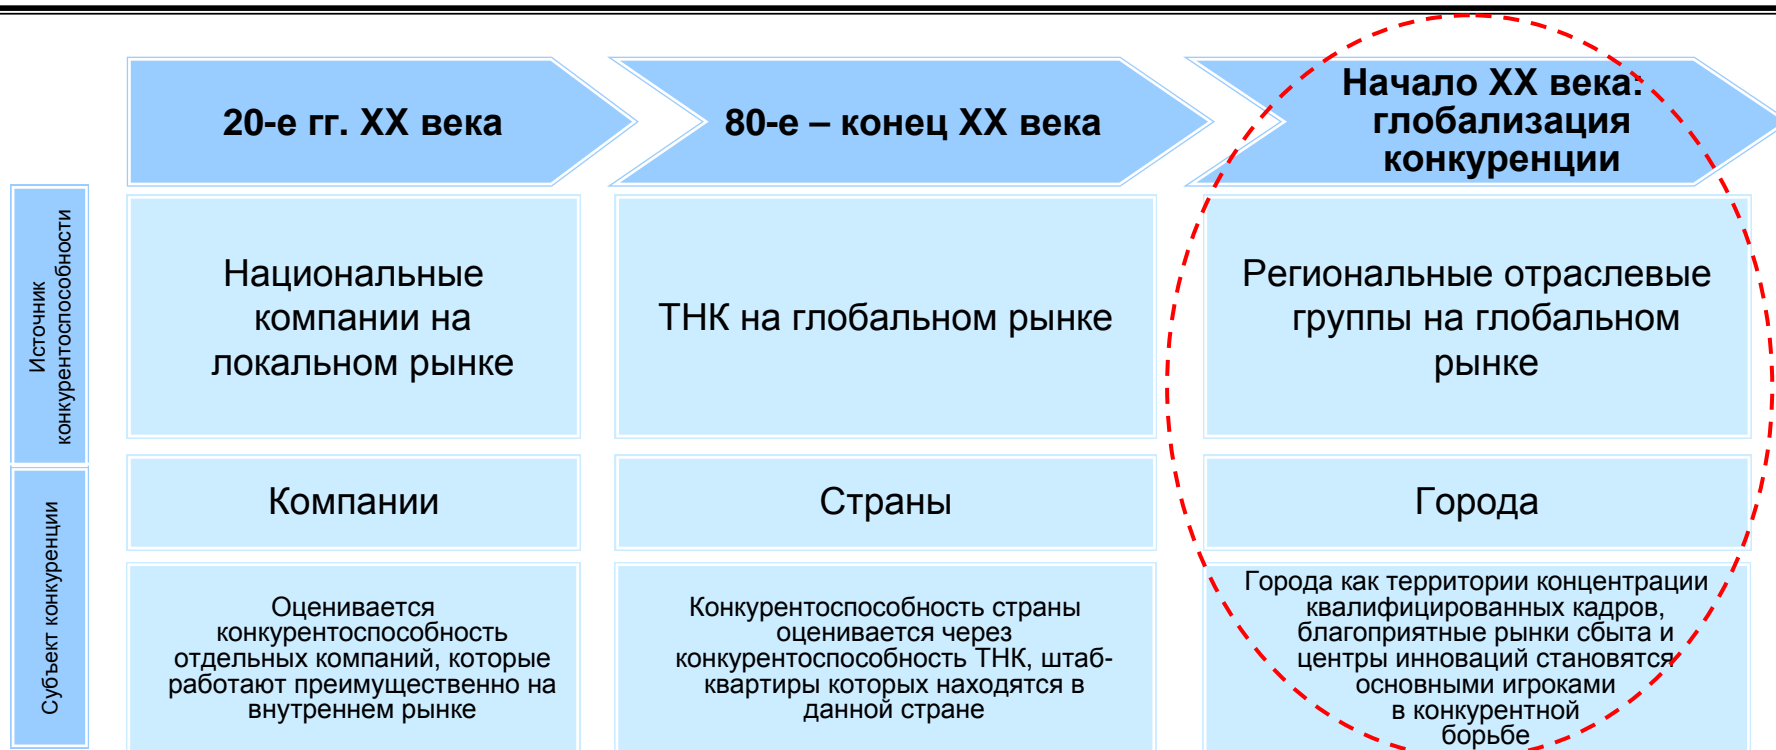 20-е гг. XX века
80-е – конец XX века
Начало XX века:
глобализация
конкуренции
Источник
конкурентоспособности
Национальные
компании на
локальном рынке
ТНК на глобальном рынке
Региональные отраслевые
группы на глобальном
рынке
Субъект конкуренции
Компании
Страны
Города
Оценивается
конкурентоспособность
отдельных компаний, которые
работают преимущественно на
внутреннем рынке
Конкурентоспособность страны
оценивается через
конкурентоспособность ТНК, штаб-
квартиры которых находятся в
данной стране
Города как территории концентрации
квалифицированных кадров,
благоприятные рынки сбыта и
центры инноваций становятся
основными игроками
в конкурентной
борьбе